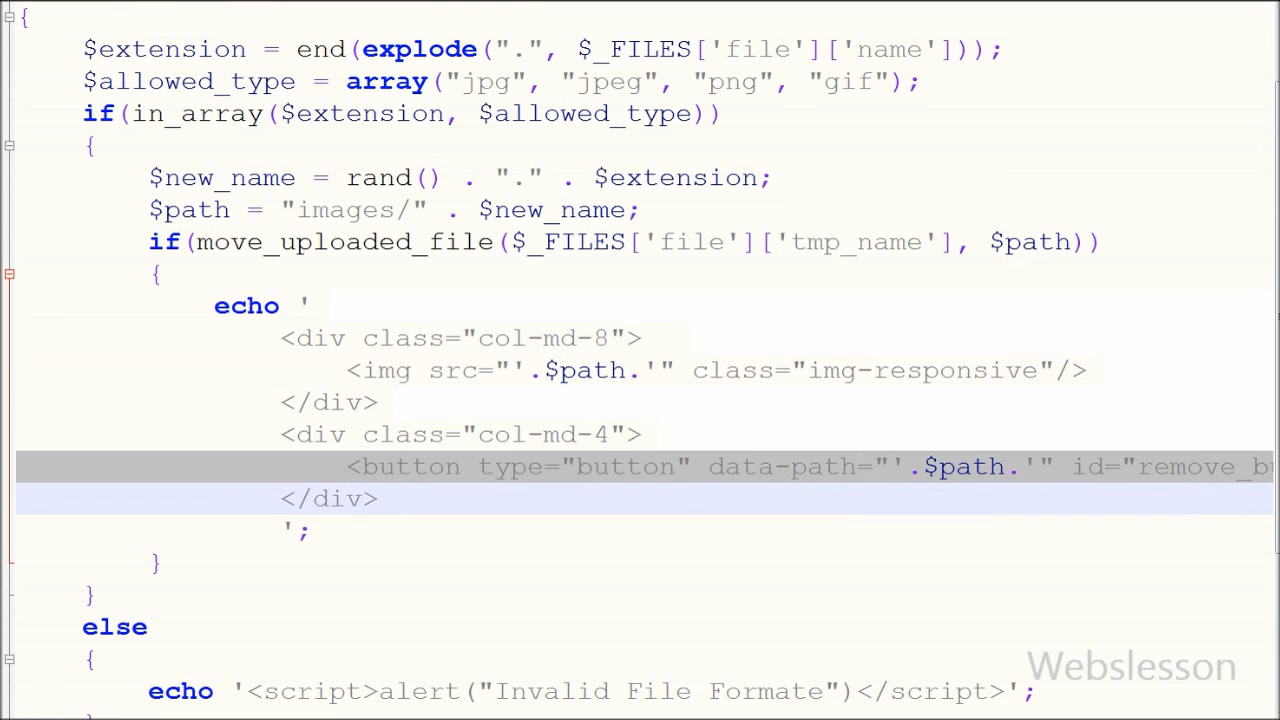 {
$extension = end(explode(".", $_FILES['file']['name']));
$allowed_type = array("jpg", "jpeg", "png", "gif");
if(in_array($extension, $allowed_type))
{
$new_name = rand() . "." . $extension;
$path = "images/" . $new_name;
if(move_uploaded_file($_FILES['file']['tmp_name'], $path))
{
echo '
<div class="col-md-8">
<img src="'.$path.'" class="img-responsive"/>
</div>
<div class="col-md-4">
<button type="button" data-path="'.$path.'" id="remove_
</div>
';
}
}
else
{
echo '<script>alert("Invalid File Formate")</script>';
Webslesson